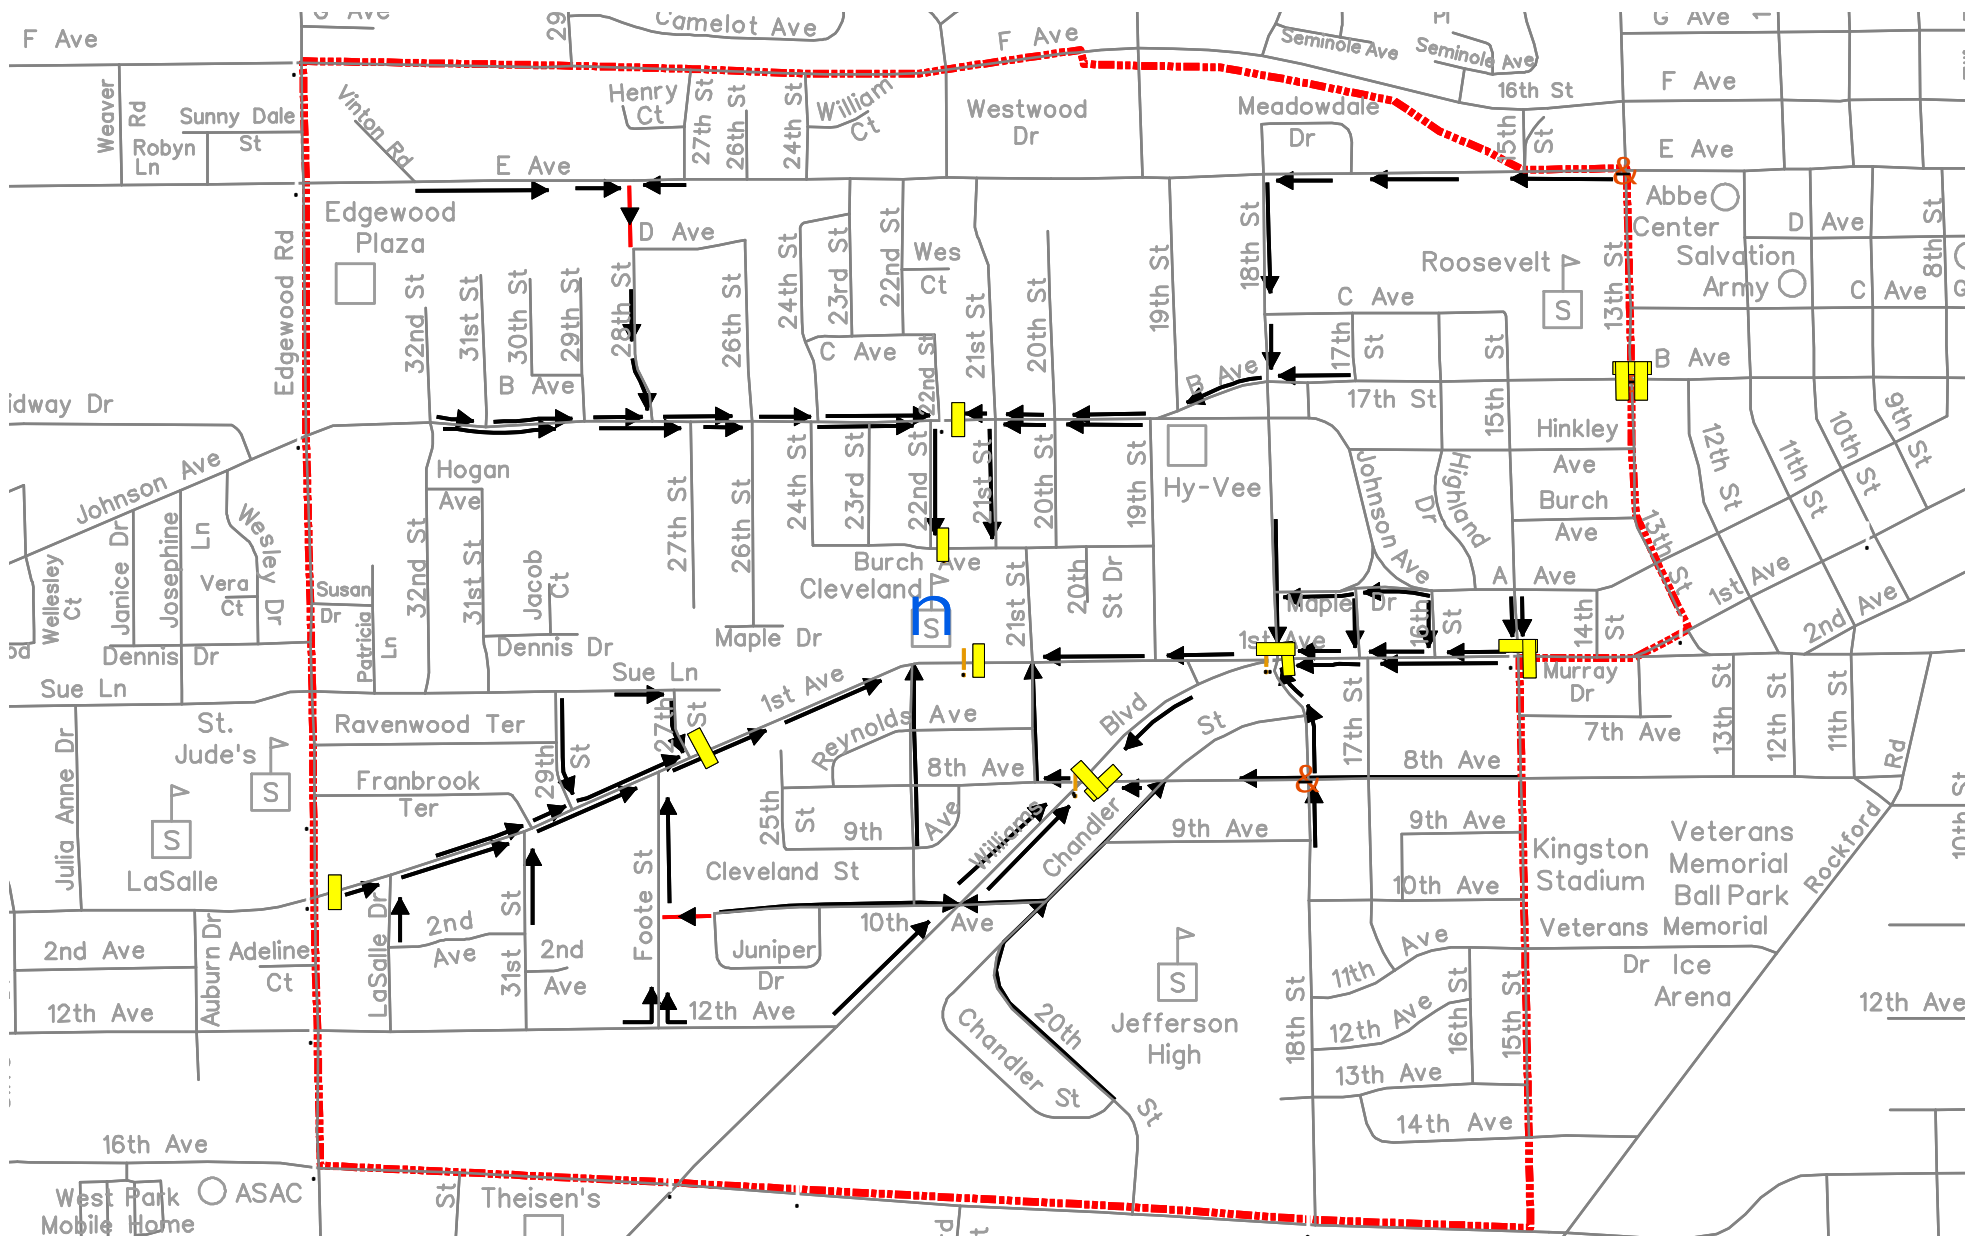 G Ave
F Ave
29
Camelot Ave
F Ave
Seminole Ave
Pl
Seminole Ave
G Ave
F Ave
16th St
Weaver
Rd
Sunny Dale
St
Robyn
Ln
Vinton Rd
Henry
Ct
27th St
26th St
24th St
William
Ct
Westwood
Dr
Meadowdale
Dr
15th
St
E Ave
E Ave
&
Edgewood
Plaza
Edgewood Rd
D Ave
Abbe
Center
D Ave
8th St
Salvation
Army
C Ave
G
Roosevelt
S
13th St
C Ave
18th St
19th St
Wes
Ct
22nd St
23rd St
24th St
21st St
20th St
26th St
28th St
29th St
30th St
31st St
32nd St
B Ave
C Ave
22nd St
B Ave
17th
St
15th
St
17th St
B Ave
idway Dr
Johnson Ave
Hogan
Ave
Hy-Vee
Hinkley
Ave
Burch
Ave
12th St
11th St
10th St
9th St
Johnson Ave
Highland
Dr
27th St
26th St
24th St
23rd St
22nd St
21st St
20th St
19th St
Wesley Dr
Janice Dr
Josephine
Ln
Vera
Ct
Wellesley
Ct
Susan
Dr
Patricia
Ln
32nd St
31st St
Jacob
Ct
Dennis Dr
Dennis Dr
Maple Dr
Burch Ave
Cleveland
n
S
21st St
20th
St Dr
A Ave
Maple Dr
16th
St
14th
St
13th St
1st Ave
2nd Ave
1st Ave
Sue Ln
Sue Ln
St.
Jude's
S
Julia Anne Dr
Ravenwood Ter
Franbrook
Ter
29th
St
27th
St
1st Ave
Reynolds Ave
8th Ave
Blvd
St
17th St
Murray
Dr
7th Ave
13th St
12th St
11th St
Rd
8th Ave
&
LaSalle
S
25th
St
9th
Ave
Williams
Chandler
9th Ave
9th Ave
10th Ave
Kingston
Stadium
Veterans
Memorial
Ball Park
Veterans Memorial
Dr
Ice
Arena
Rockford
10th St
Cleveland St
Foote St
10th Ave
Juniper
Dr
12th Ave
2nd Ave
12th Ave
Auburn Dr
Adeline
Ct
LaSalle Dr
2nd
Ave
31st St
2nd
Ave
S
Jefferson
High
20th
St
Chandler St
18th St
11th Ave
12th Ave
16th St
15th St
13th Ave
14th Ave
12th Ave
16th Ave
West Park
Mobile Home
ASAC
St
Theisen's